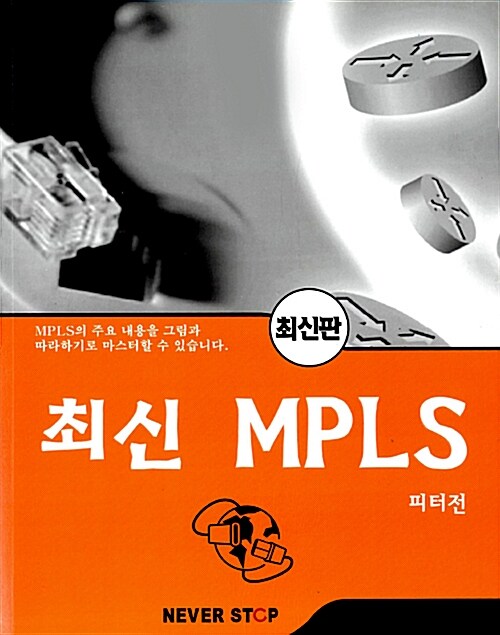 MPLS의 주요 내용을 그림과
따라하기로 마스터할 수 있습니다.
최신판
최신 MPLS
피터전
NEVER STOP